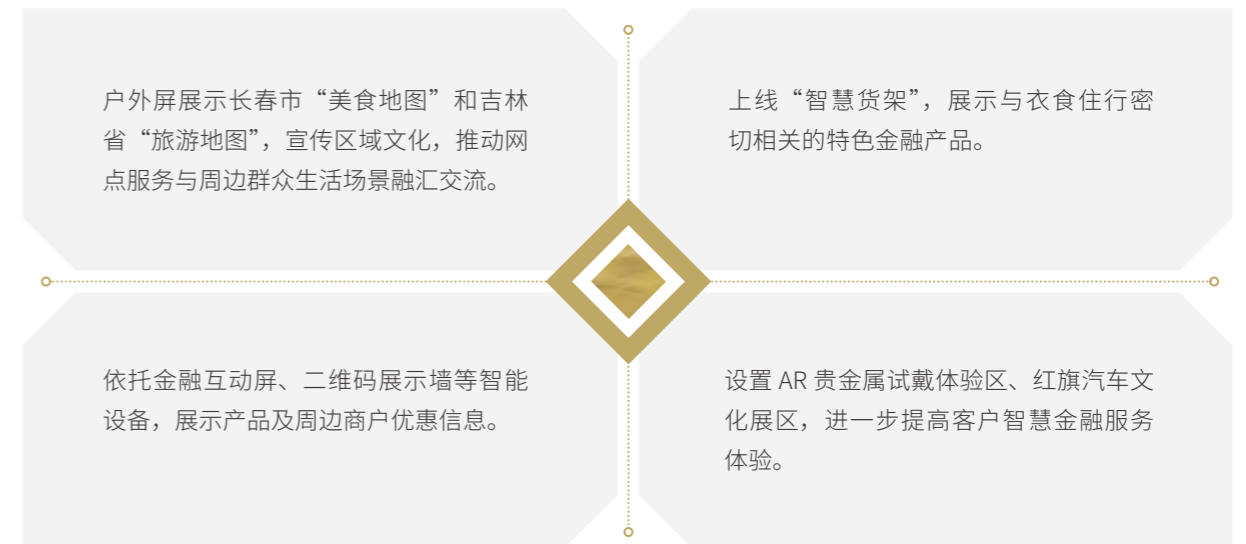 户外屏展示长春市“美食地图”和吉林
省“旅游地图”，宣传区域文化，推动网
点服务与周边群众生活场景融汇交流。
上线“智慧货架”，展示与衣食住行密
切相关的特色金融产品。
依托金融互动屏、二维码展示墙等智能
设备，展示产品及周边商户优惠信息。
设置 AR 贵金属试戴体验区、红旗汽车文
化展区，进一步提高客户智慧金融服务
体验。